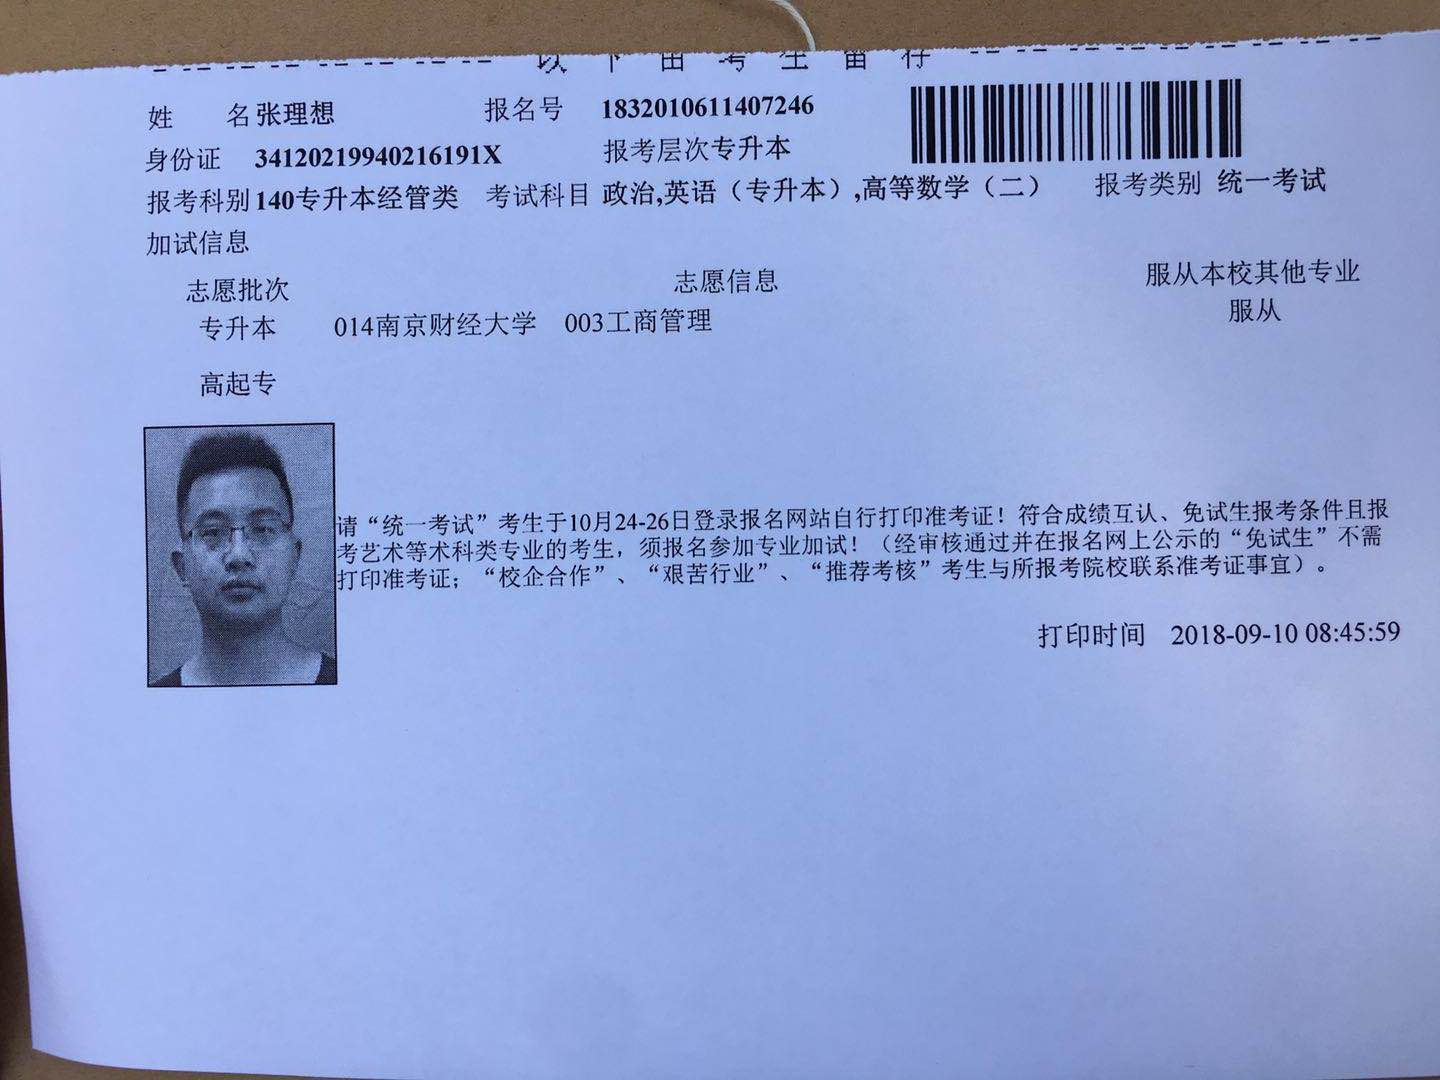 以下由考生留存
姓 名 张理想 报名号 1832010611407246
身份证 34120219940216191X 报考层次 专升本
报考科别 140专升本经管类 考试科目 政治,英语（专升本）,高等数学（二） 报考类别 统一考试
加试信息
志愿批次 志愿信息 服从本校其他专业
专升本 014南京财经大学 003工商管理 服从
高起专
请“统一考试”考生于10月24-26日登录报名网站自行打印准考证！符合成绩互认、免试生报考条件且报
考艺术等术科类专业的考生，须报名参加专业加试！（经审核通过并在报名网上公示的“免试生”不需
打印准考证；“校企合作”、“艰苦行业”、“推荐考核”考生与所报考院校联系准考证事宜）。
打印时间 2018-09-10 08:45:59